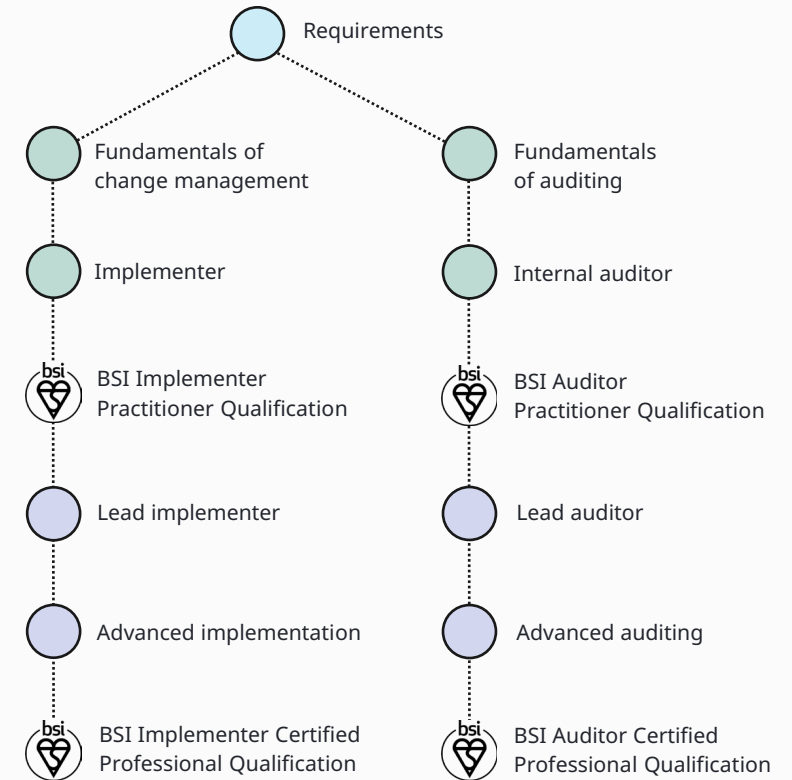 Requirements
Fundamentals of
change management
Fundamentals
of auditing
Implementer
Internal auditor
bsi
BSI Implementer
Practitioner Qualification
bsi
BSI Auditor
Practitioner Qualification
Lead implementer
Lead auditor
Advanced implementation
Advanced auditing
bsi
BSI Implementer Certified
Professional Qualification
bsi
BSI Auditor Certified
Professional Qualification